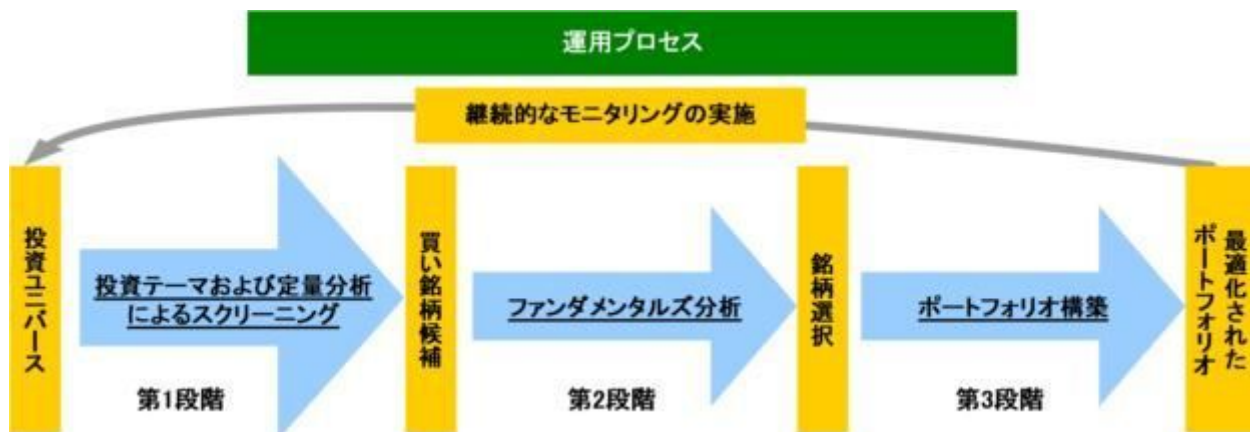 運用プロセス
継続的なモニタリングの実施
投資ユニバース
投資テーマおよび定量分析
によるスクリーニング
第1段階
買い銘柄候補
ファンダメンタルズ分析
第2段階
銘柄選択
ポートフォリオ構築
第3段階
最適化された
ポートフォリオ